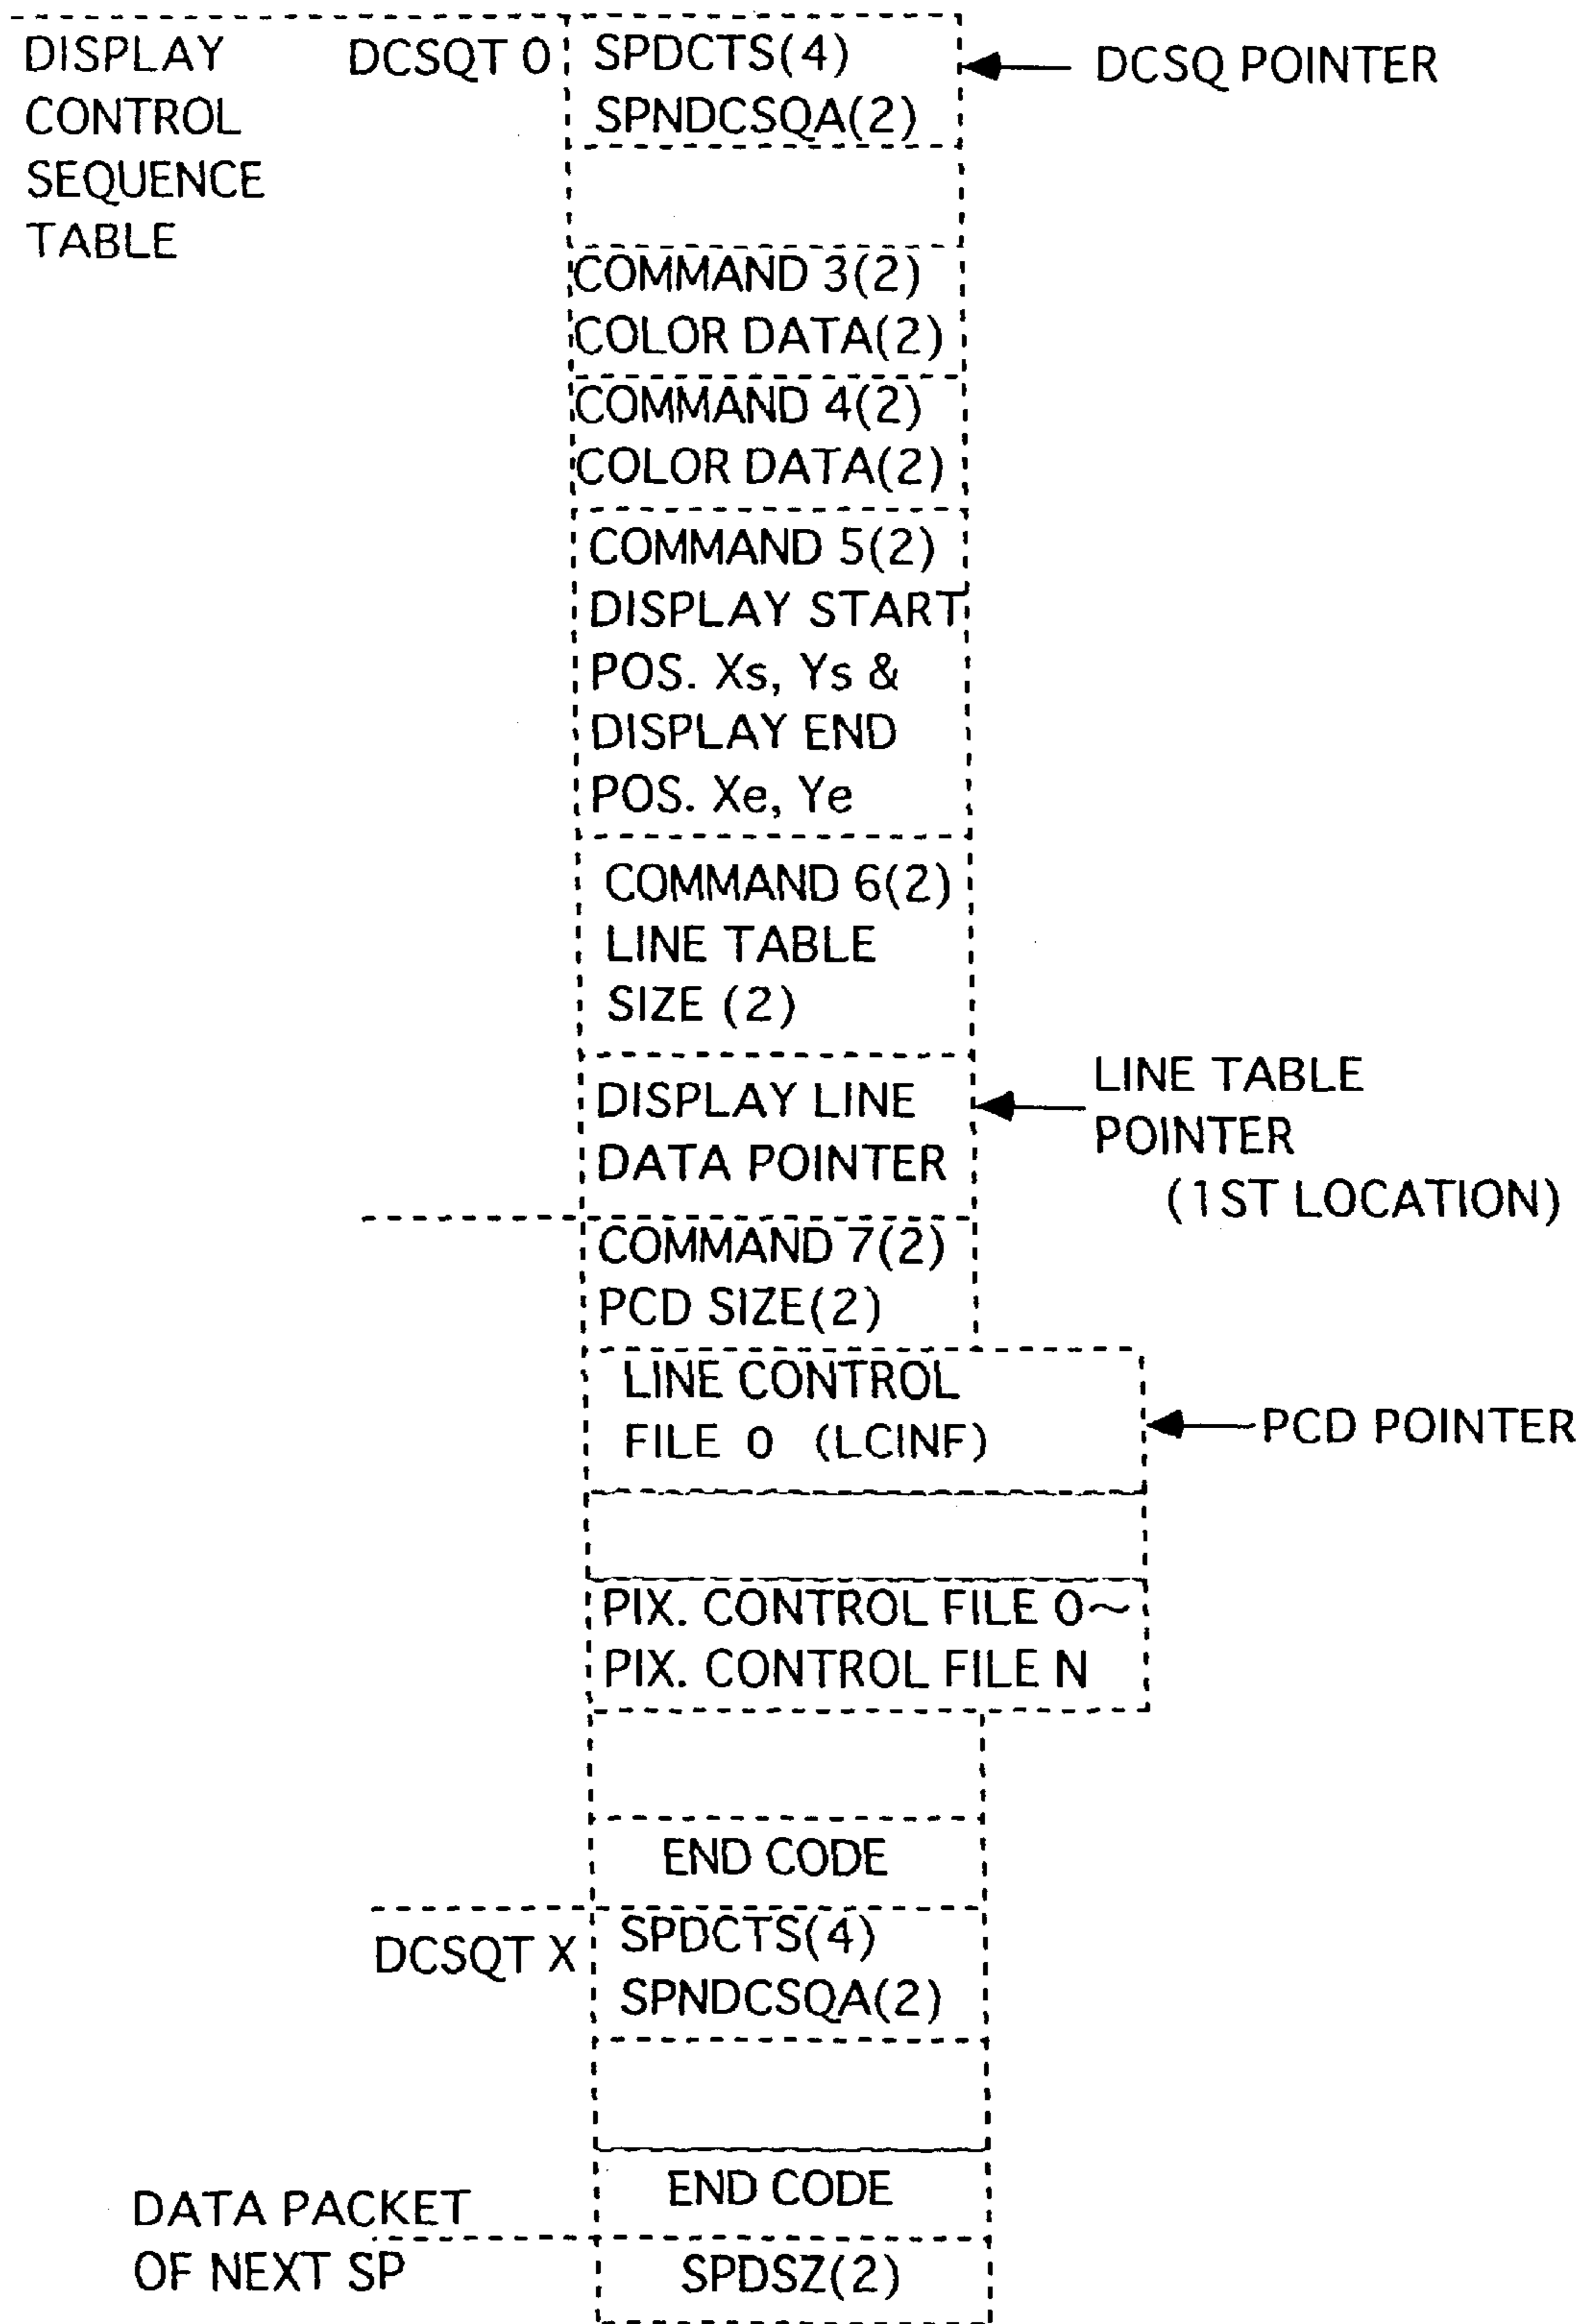 DISPLAY
CONTROL
SEQUENCE
TABLE
DCSQT 0
SPDCTS(4)
SPNDCSQA(2)
DCSQ POINTER
COMMAND 3(2)
COLOR DATA(2)
COMMAND 4(2)
COLOR DATA(2)
COMMAND 5(2)
DISPLAY START
POS. Xs, Ys &
DISPLAY END
POS. Xe, Ye
COMMAND 6(2)
LINE TABLE
SIZE (2)
DISPLAY LINE
DATA POINTER
LINE TABLE
POINTER
(1ST LOCATION)
COMMAND 7(2)
PCD SIZE(2)
LINE CONTROL
FILE 0 (LCINF)
PCD POINTER
PIX. CONTROL FILE 0~
PIX. CONTROL FILE N
END CODE
DCSQT X
SPDCTS(4)
SPNDCSQA(2)
END CODE
DATA PACKET
OF NEXT SP
SPDSZ(2)